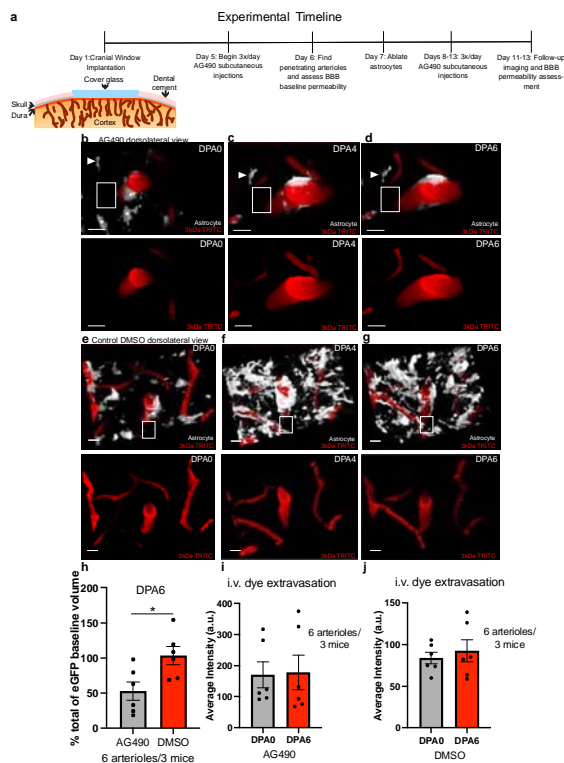 a
Experimental Timeline
Day 1:Cranial Window
Implantation
Day 5: Begin 3x/day
AG490 subcutaneous
injections
Day 6: Find
penetrating arterioles
and assess BBB
baseline permeability
Day 7: Ablate
astrocytes
Days 8-13: 3x/day
AG490 subcutaneous
injections
Day 11-13: Follow-up
imaging and BBB
permeability assess-
ment
Cover glass
Dental
cement
Skull
Dura
Cortex
b AG490 dorsolateral view
DPA0
Astrocyte
3kDa TRITC
c
DPA4
Astrocyte
3kDa TRITC
d
DPA6
Astrocyte
3kDa TRITC
DPA0
3kDa TRITC
DPA4
3kDa TRITC
DPA6
3kDa TRITC
e Control DMSO dorsolateral view
DPA0
Astrocyte
3kDa TRITC
f
DPA4
Astrocyte
3kDa TRITC
g
DPA6
Astrocyte
3kDa TRITC
DPA0
3kDa TRITC
DPA4
3kDa TRITC
DPA6
3kDa TRITC
h
DPA6
*
% total of eGFP baseline volume
200
150
100
50
0
AG490 DMSO
6 arterioles/3 mice
i
i.v. dye extravasation
6 arterioles/
3 mice
Average Intensity (a.u.)
400
300
200
100
0
DPA0 DPA6
AG490
j
i.v. dye extravasation
6 arterioles/
3 mice
Average Intensity (a.u.)
150
100
50
0
DPA0 DPA6
DMSO